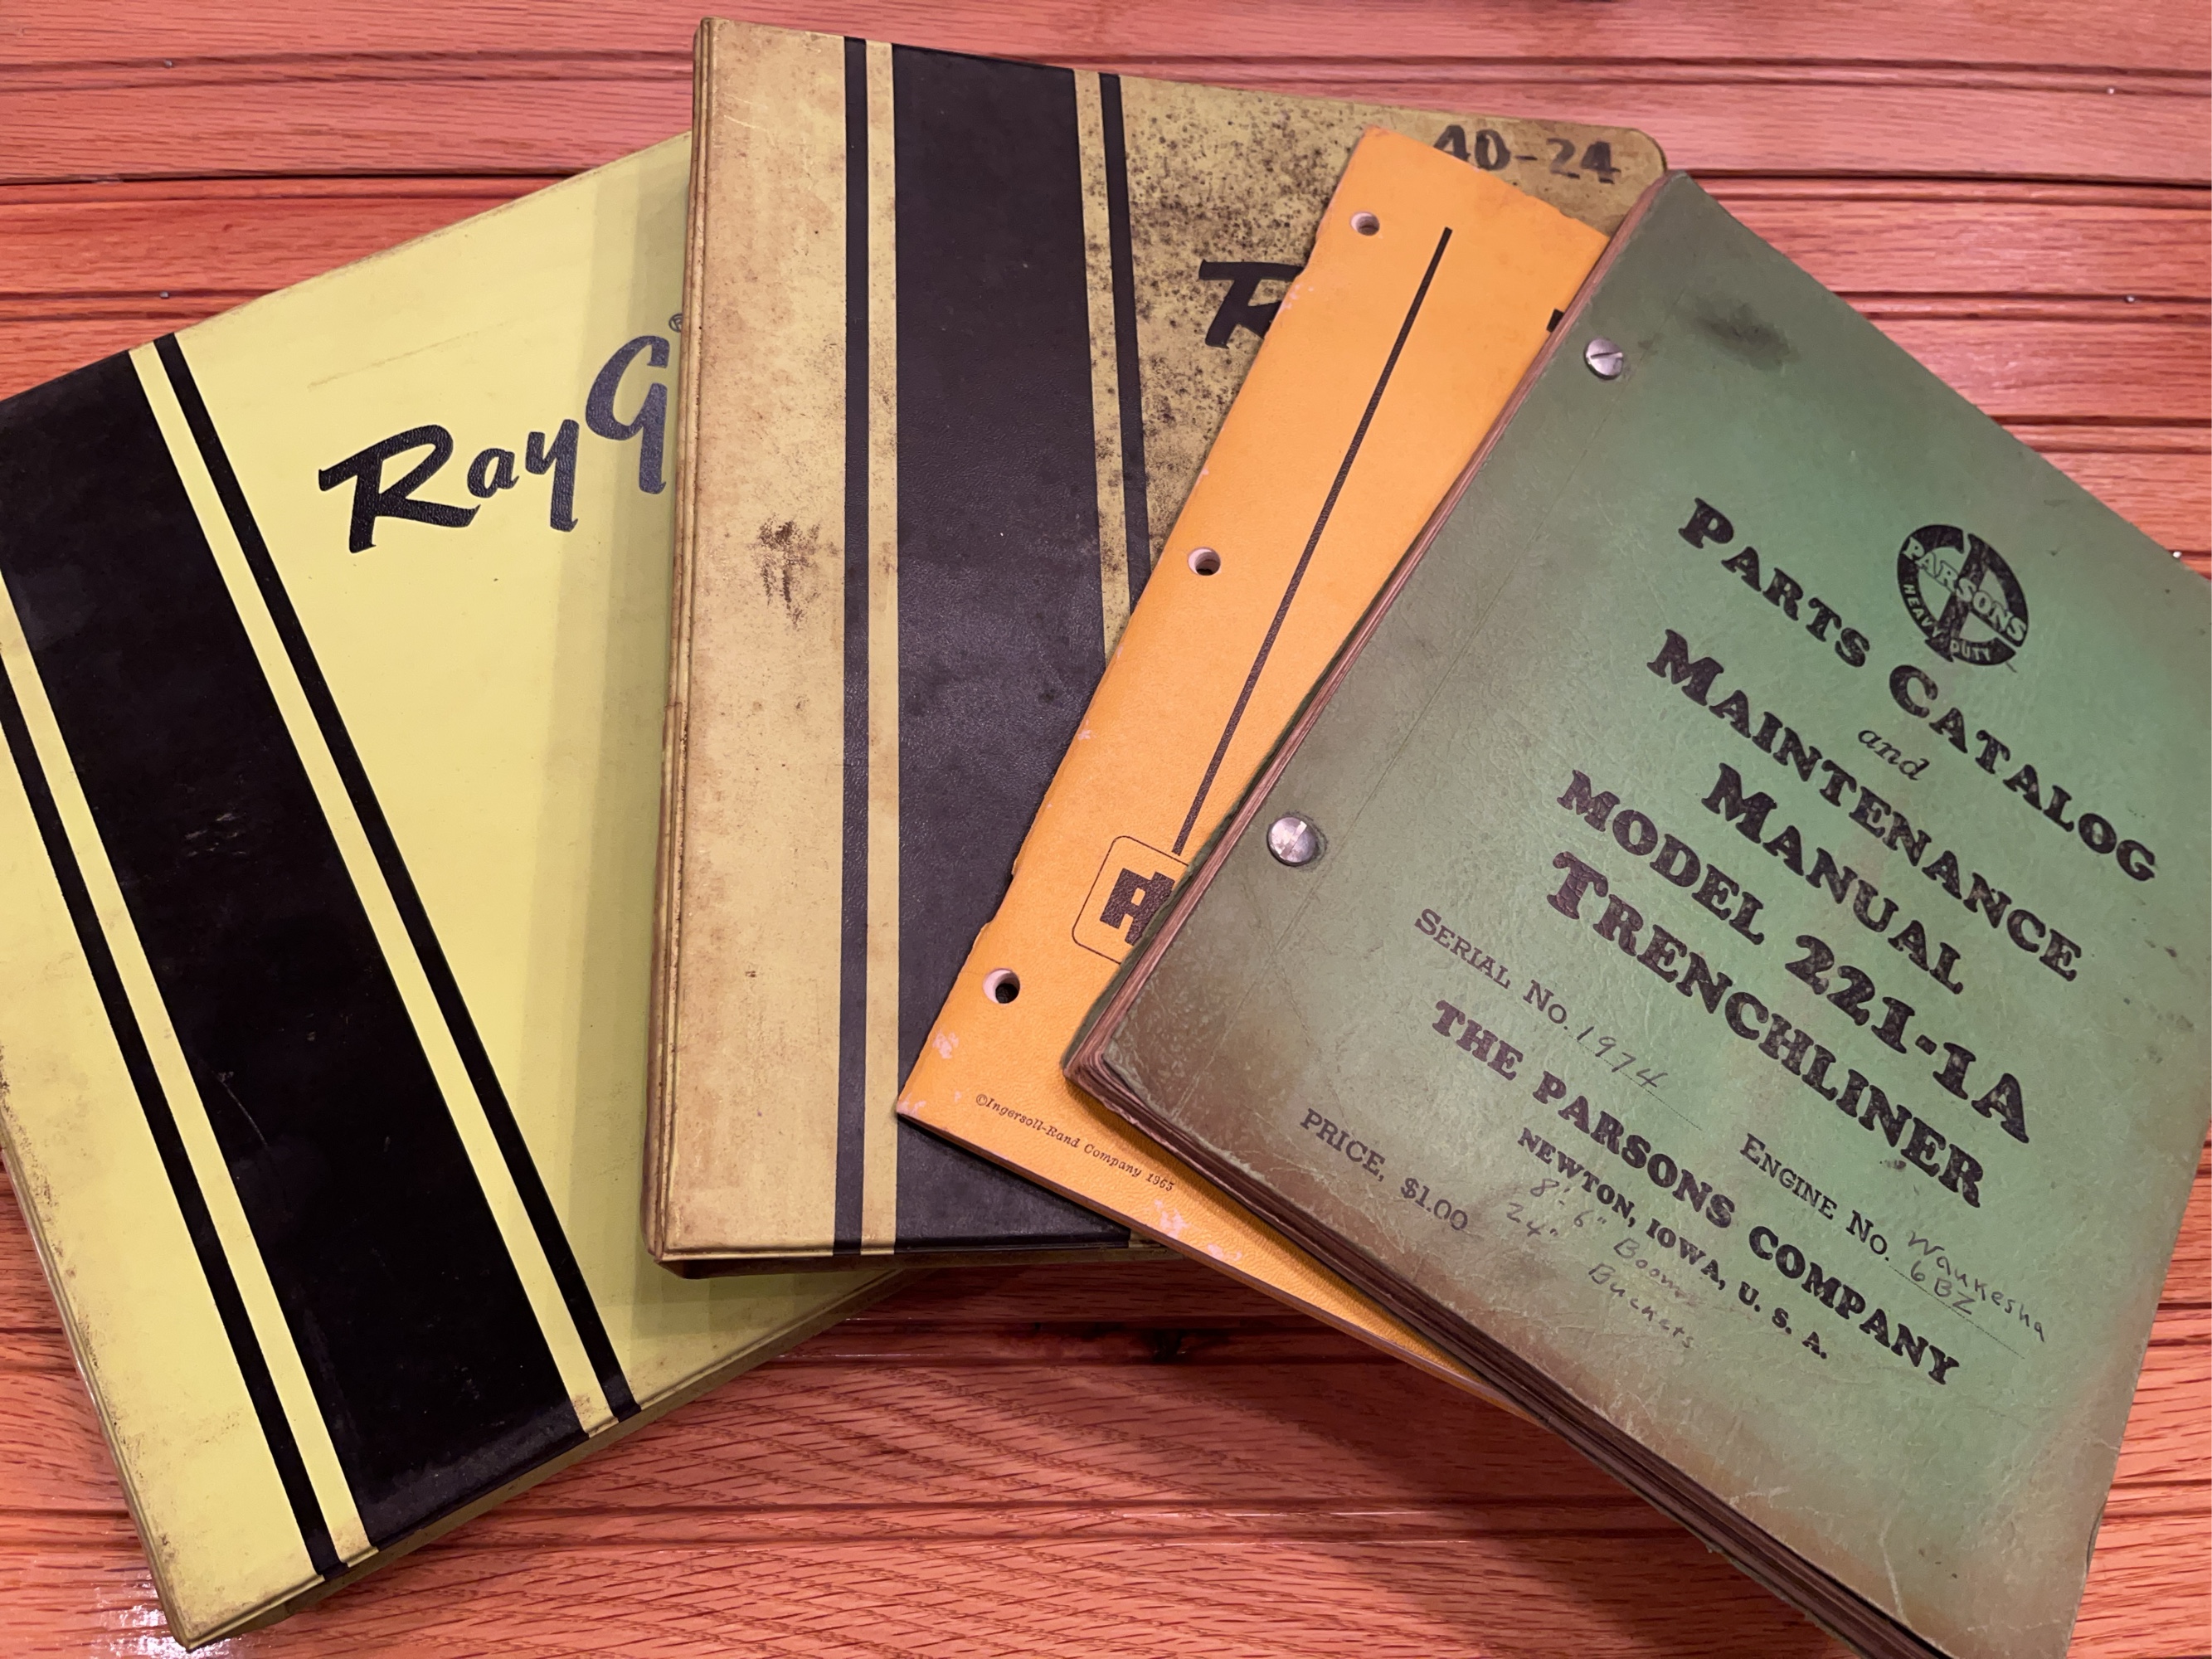 RayG®
40-24
R
©Ingersoll-Rand Company 1965
PARSONS
HEAVY DUTY
PARTS CATALOG
and
MAINTENANCE
MANUAL
MODEL 221-1A
TRENCHLINER
SERIAL NO. 1974 ENGINE NO. Waukesha
6BZ
THE PARSONS COMPANY
NEWTON, IOWA, U. S. A.
PRICE, $1.00
8'-6" Boom
24" Buckets